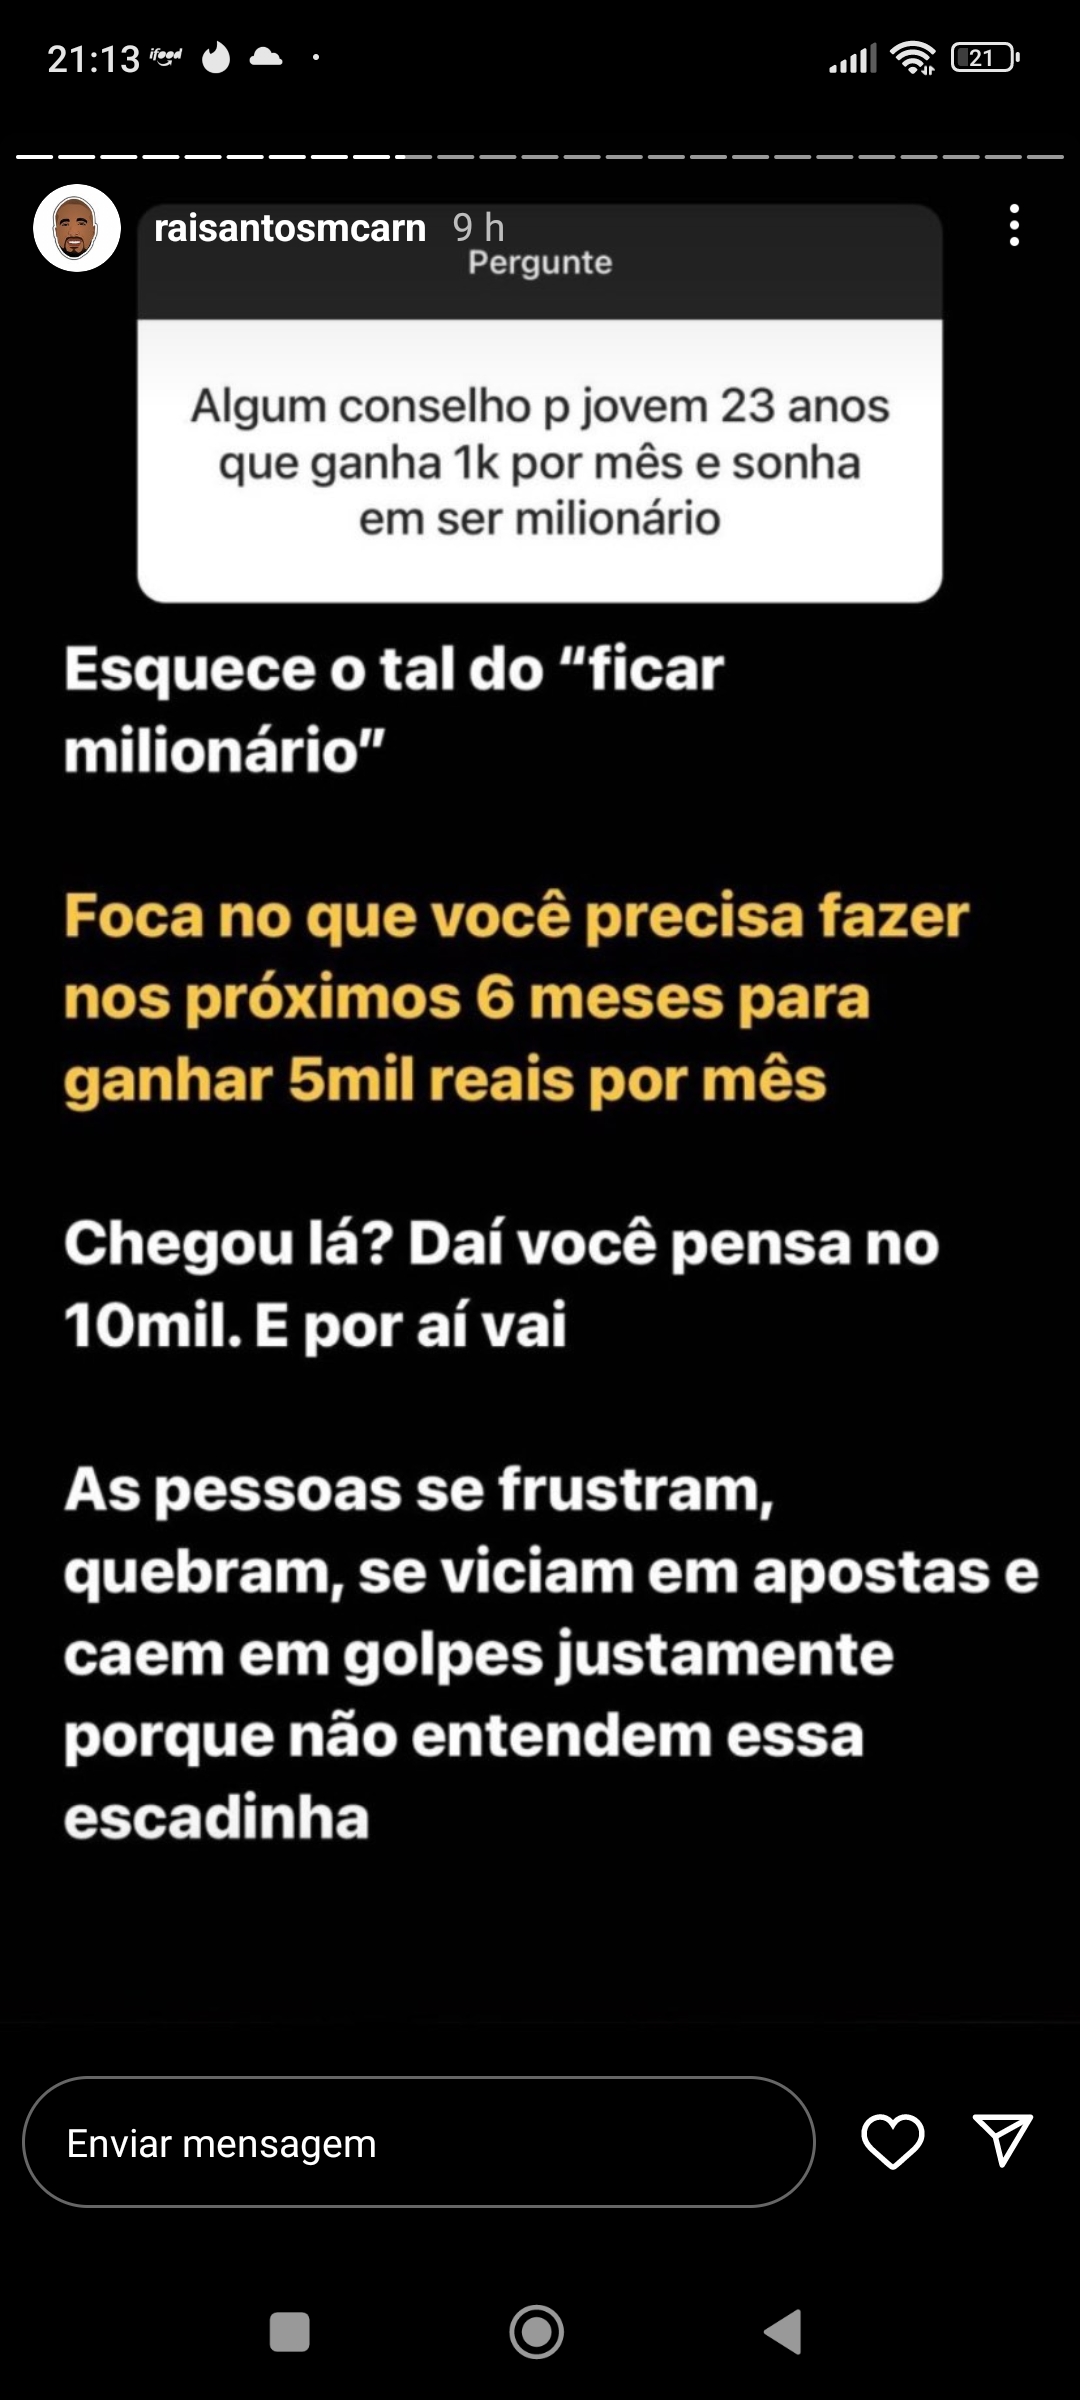 21:13 ifood 21
raisantosmcarn 9 h
Pergunte
Algum conselho p jovem 23 anos
que ganha 1k por mês e sonha
em ser milionário
Esquece o tal do “ficar
milionário”
Foca no que você precisa fazer
nos próximos 6 meses para
ganhar 5mil reais por mês
Chegou lá? Daí você pensa no
10mil. E por aí vai
As pessoas se frustram,
quebram, se viciam em apostas e
caem em golpes justamente
porque não entendem essa
escadinha
Enviar mensagem